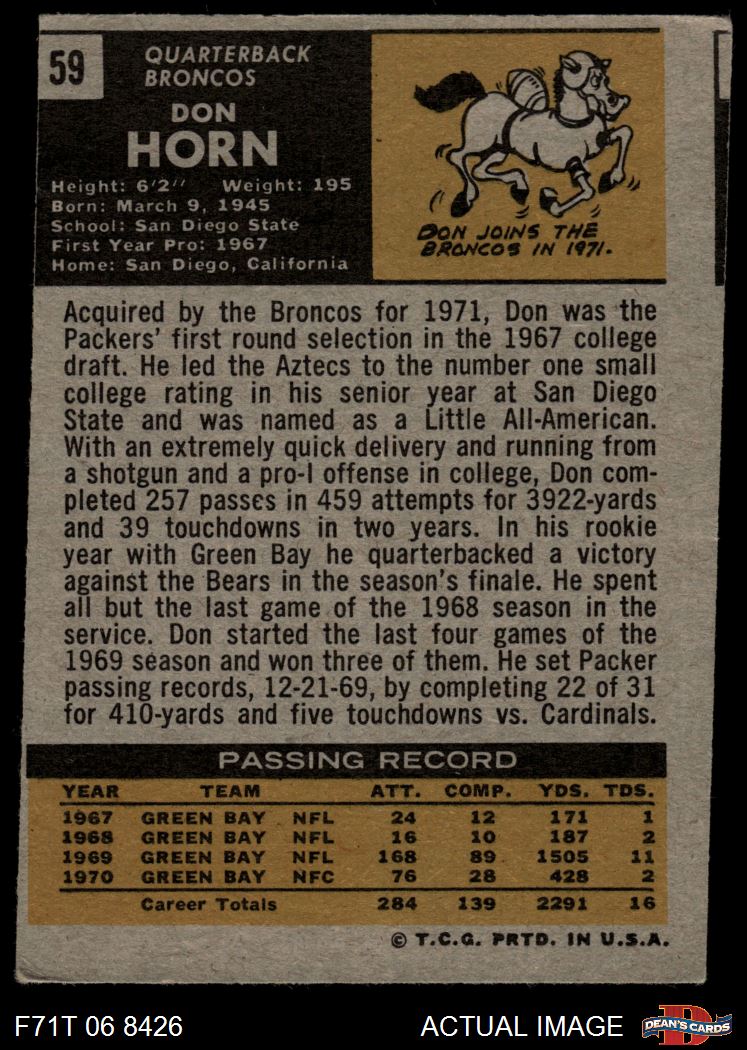 59
QUARTERBACK
BRONCOS
DON
HORN
Height: 6'2" Weight: 195
Born: March 9, 1945
School: San Diego State
First Year Pro: 1967
Home: San Diego, California
DON JOINS THE
BRONCOS IN 1971.
Acquired by the Broncos for 1971, Don was the
Packers' first round selection in the 1967 college
draft. He led the Aztecs to the number one small
college rating in his senior year at San Diego
State and was named as a Little All-American.
With an extremely quick delivery and running from
a shotgun and a pro-I offense in college, Don com-
pleted 257 passes in 459 attempts for 3922-yards
and 39 touchdowns in two years. In his rookie
year with Green Bay he quarterbacked a victory
against the Bears in the season's finale. He spent
all but the last game of the 1968 season in the
service. Don started the last four games of the
1969 season and won three of them. He set Packer
passing records, 12-21-69, by completing 22 of 31
for 410-yards and five touchdowns vs. Cardinals.
PASSING RECORD
YEAR TEAM ATT. COMP. YDS. TDS.
1967 GREEN BAY NFL 24 12 171 1
1968 GREEN BAY NFL 16 10 187 2
1969 GREEN BAY NFL 168 89 1505 11
1970 GREEN BAY NFC 76 28 428 2
Career Totals 284 139 2291 16
© T.C.G. PRTD. IN U.S.A.
F71T 06 8426 ACTUAL IMAGE
D
DEAN'S CARDS